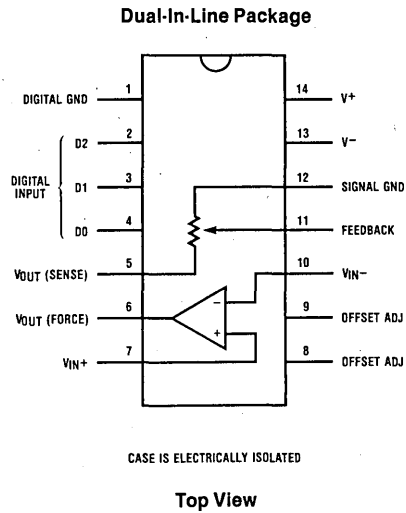 Dual-In-Line Package
DIGITAL GND 1
14 V+
D2 2
13 V−
12 SIGNAL GND
DIGITAL INPUT
D1 3
D0 4
11 FEEDBACK
VOUT (SENSE) 5
10 VIN−
VOUT (FORCE) 6
−
+
9 OFFSET ADJ
VIN+ 7
8 OFFSET ADJ
CASE IS ELECTRICALLY ISOLATED
Top View